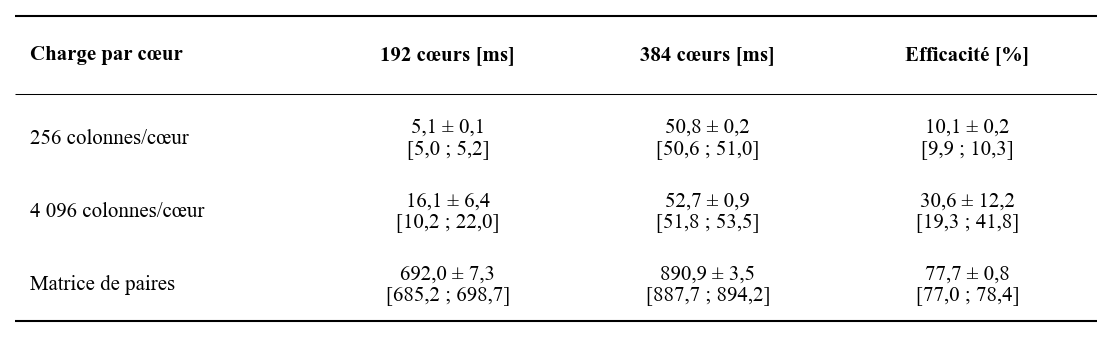 Charge par cœur 192 cœurs [ms] 384 cœurs [ms] Efficacité [%]
256 colonnes/cœur 5,1 ± 0,1 50,8 ± 0,2 10,1 ± 0,2
[5,0 ; 5,2] [50,6 ; 51,0] [9,9 ; 10,3]
4 096 colonnes/cœur 16,1 ± 6,4 52,7 ± 0,9 30,6 ± 12,2
[10,2 ; 22,0] [51,8 ; 53,5] [19,3 ; 41,8]
Matrice de paires 692,0 ± 7,3 890,9 ± 3,5 77,7 ± 0,8
[685,2 ; 698,7] [887,7 ; 894,2] [77,0 ; 78,4]